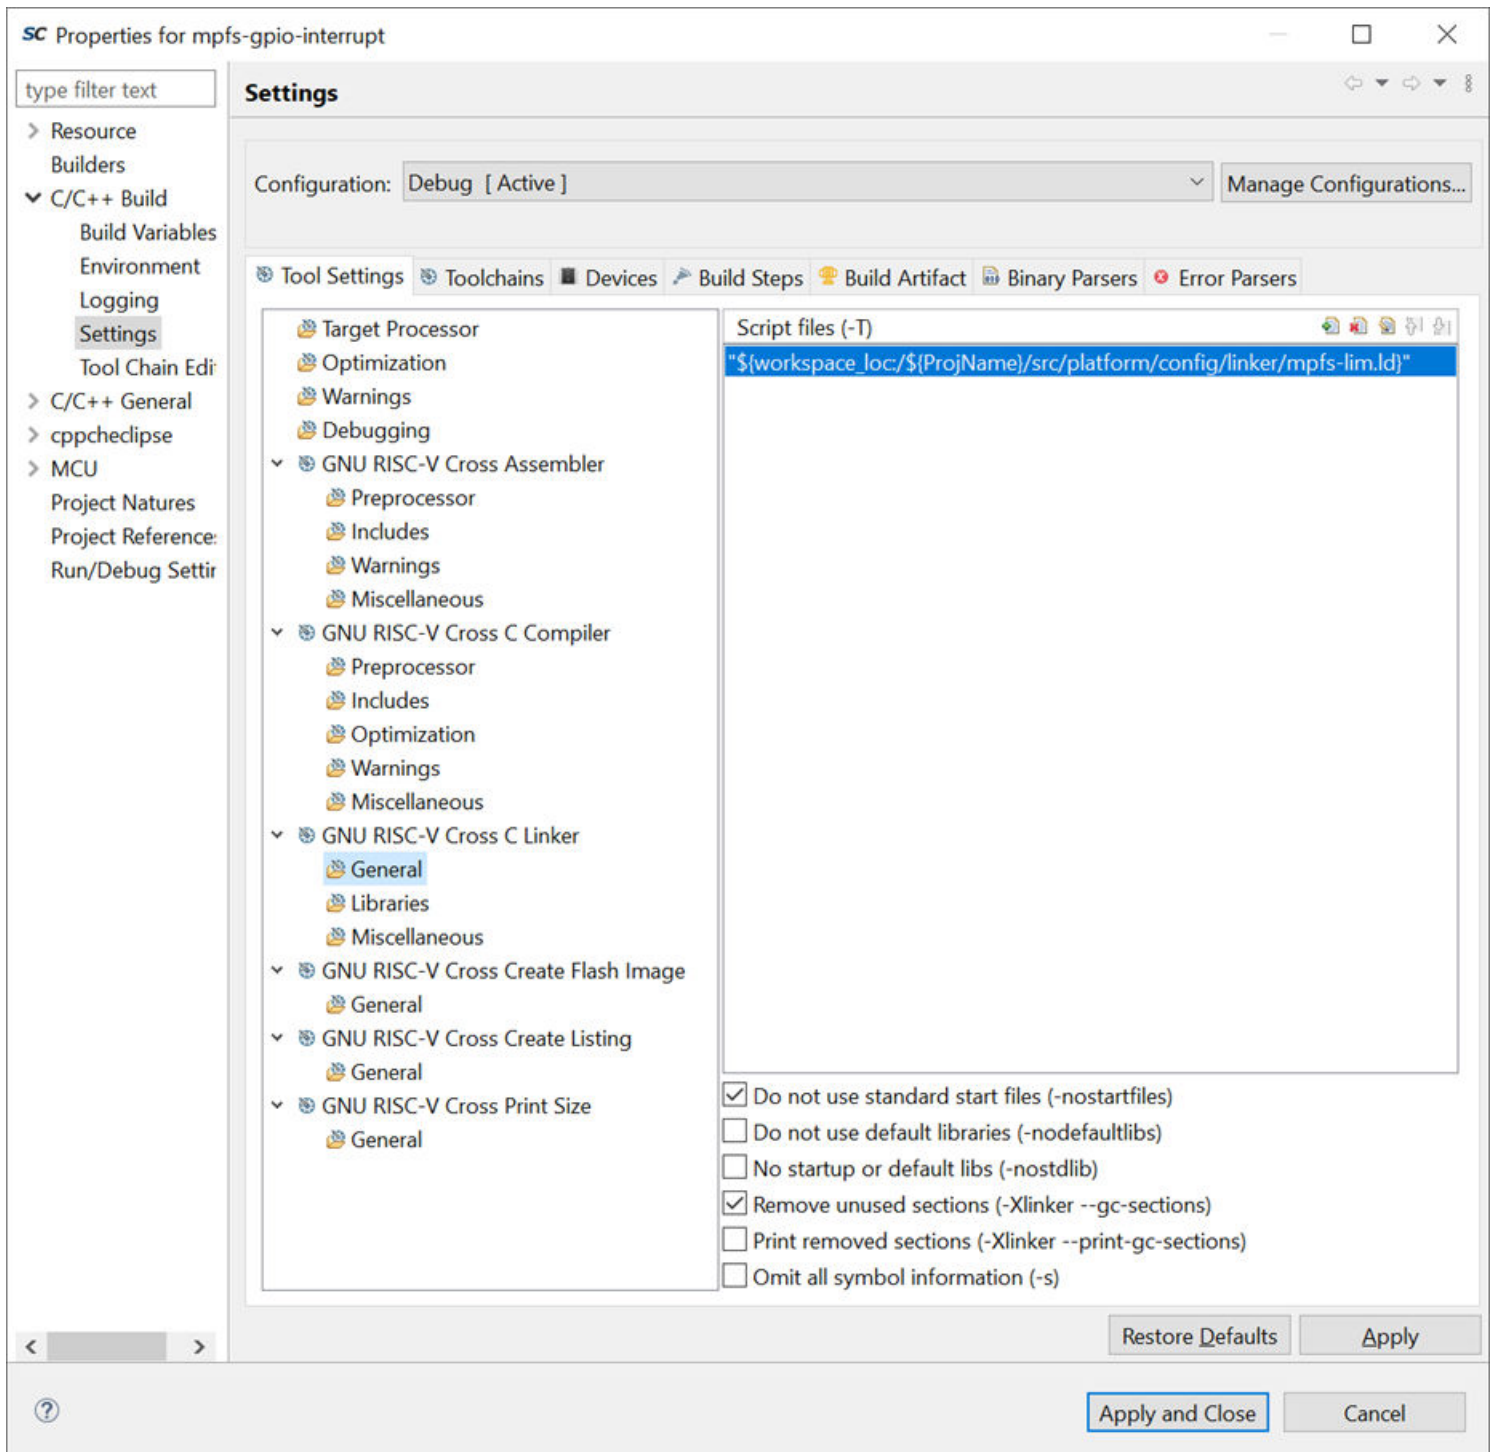 SC Properties for mpfs-gpio-interrupt
type filter text
Resource
Builders
C/C++ Build
Build Variables
Environment
Logging
Settings
Tool Chain Edi
C/C++ General
cppcheclipse
MCU
Project Natures
Project Reference
Run/Debug Settin
Settings
Configuration: Debug [ Active ] Manage Configurations...
Tool Settings Toolchains Devices Build Steps Build Artifact Binary Parsers Error Parsers
Target Processor
Optimization
Warnings
Debugging
GNU RISC-V Cross Assembler
Preprocessor
Includes
Warnings
Miscellaneous
GNU RISC-V Cross C Compiler
Preprocessor
Includes
Optimization
Warnings
Miscellaneous
GNU RISC-V Cross C Linker
General
Libraries
Miscellaneous
GNU RISC-V Cross Create Flash Image
General
GNU RISC-V Cross Create Listing
General
GNU RISC-V Cross Print Size
General
Script files (-T)
"${workspace_loc:/${ProjName}/src/platform/config/linker/mpfs-lim.ld}"
Do not use standard start files (-nostartfiles)
Do not use default libraries (-nodefaultlibs)
No startup or default libs (-nostdlib)
Remove unused sections (-Xlinker --gc-sections)
Print removed sections (-Xlinker --print-gc-sections)
Omit all symbol information (-s)
Restore Defaults Apply
Apply and Close Cancel